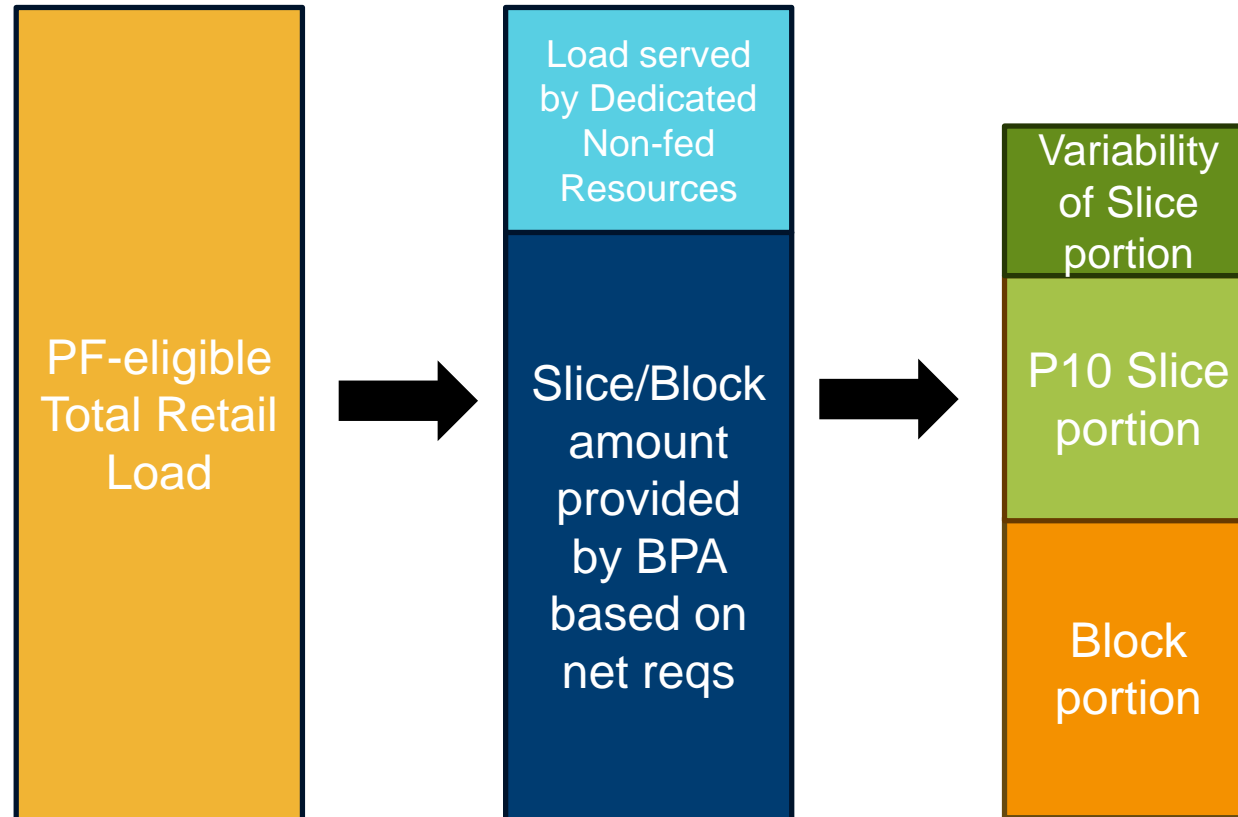 PF-eligible
Total Retail
Load
Load served
by Dedicated
Non-fed
Resources
Slice/Block
amount
provided
by BPA
based on
net reqs
Variability
of Slice
portion
P10 Slice
portion
Block
portion